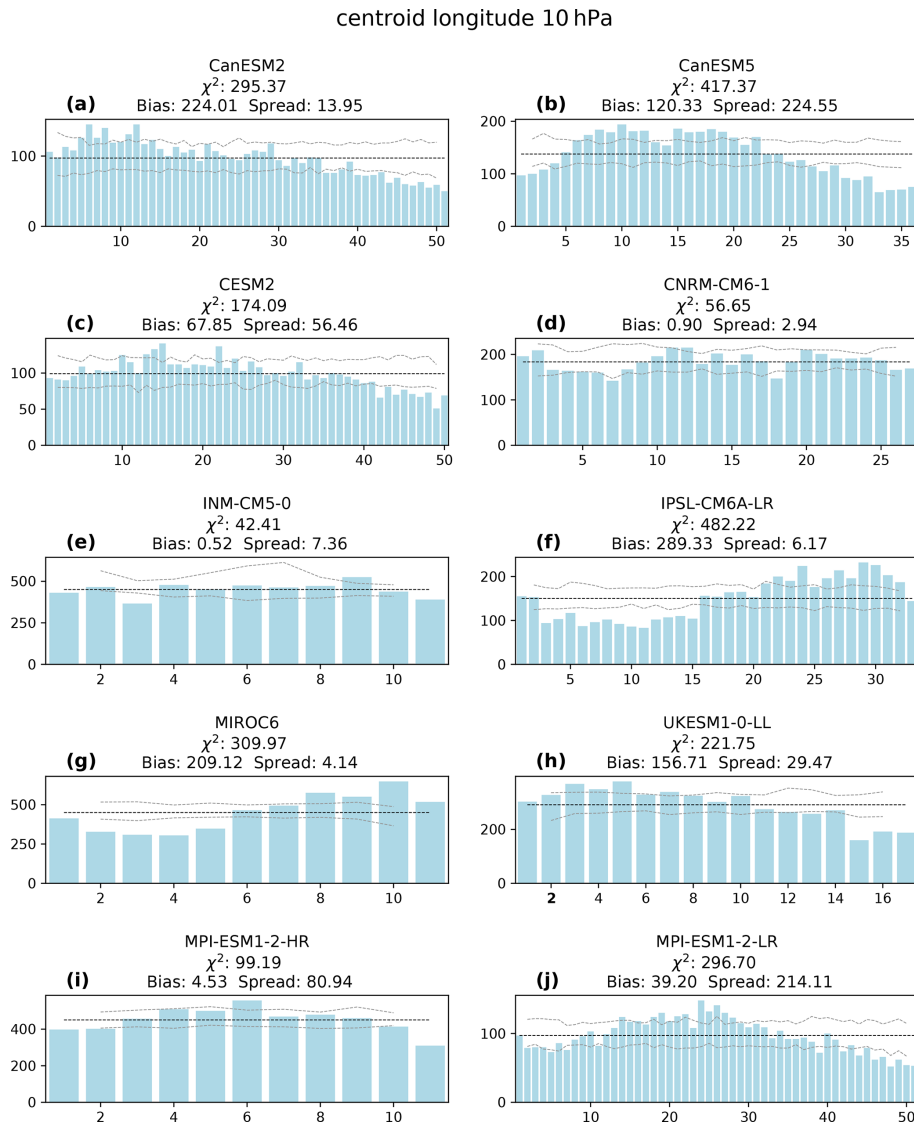 centroid longitude 10 hPa
CanESM2
χ²: 295.37
(a) Bias: 224.01 Spread: 13.95
100
0
10 20 30 40 50
CanESM5
χ²: 417.37
(b) Bias: 120.33 Spread: 224.55
200
100
0
5 10 15 20 25 30 35
CESM2
χ²: 174.09
(c) Bias: 67.85 Spread: 56.46
100
50
0
10 20 30 40 50
CNRM-CM6-1
χ²: 56.65
(d) Bias: 0.90 Spread: 2.94
200
100
0
5 10 15 20 25
INM-CM5-0
χ²: 42.41
(e) Bias: 0.52 Spread: 7.36
500
250
0
2 4 6 8 10
IPSL-CM6A-LR
χ²: 482.22
(f) Bias: 289.33 Spread: 6.17
200
100
0
5 10 15 20 25 30
MIROC6
χ²: 309.97
(g) Bias: 209.12 Spread: 4.14
500
250
0
2 4 6 8 10
UKESM1-0-LL
χ²: 221.75
(h) Bias: 156.71 Spread: 29.47
200
0
2 4 6 8 10 12 14 16
MPI-ESM1-2-HR
χ²: 99.19
(i) Bias: 4.53 Spread: 80.94
400
200
0
2 4 6 8 10
MPI-ESM1-2-LR
χ²: 296.70
(j) Bias: 39.20 Spread: 214.11
100
0
10 20 30 40 50